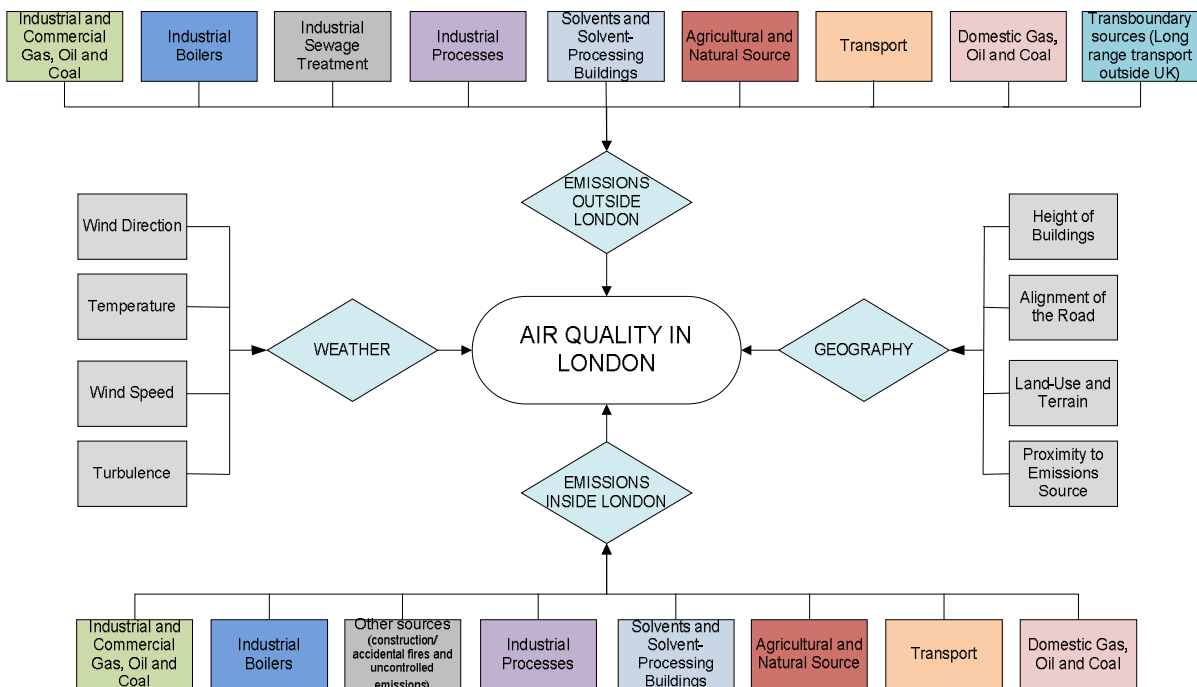 Industrial and
Commercial
Gas, Oil and
Coal
Industrial
Boilers
Industrial
Sewage
Treatment
Industrial
Processes
Solvents and
Solvent-
Processing
Buildings
Agricultural and
Natural Source
Transport
Domestic Gas,
Oil and Coal
Transboundary
sources (Long
range transport
outside UK)
EMISSIONS
OUTSIDE
LONDON
Wind Direction
Temperature
Wind Speed
Turbulence
WEATHER
AIR QUALITY IN
LONDON
GEOGRAPHY
Height of
Buildings
Alignment of
the Road
Land-Use and
Terrain
Proximity to
Emissions
Source
EMISSIONS
INSIDE LONDON
Industrial and
Commercial
Gas, Oil and
Coal
Industrial
Boilers
Other sources
(construction/
accidental fires and
uncontrolled
emissions)
Industrial
Processes
Solvents and
Solvent-
Processing
Buildings
Agricultural and
Natural Source
Transport
Domestic Gas,
Oil and Coal